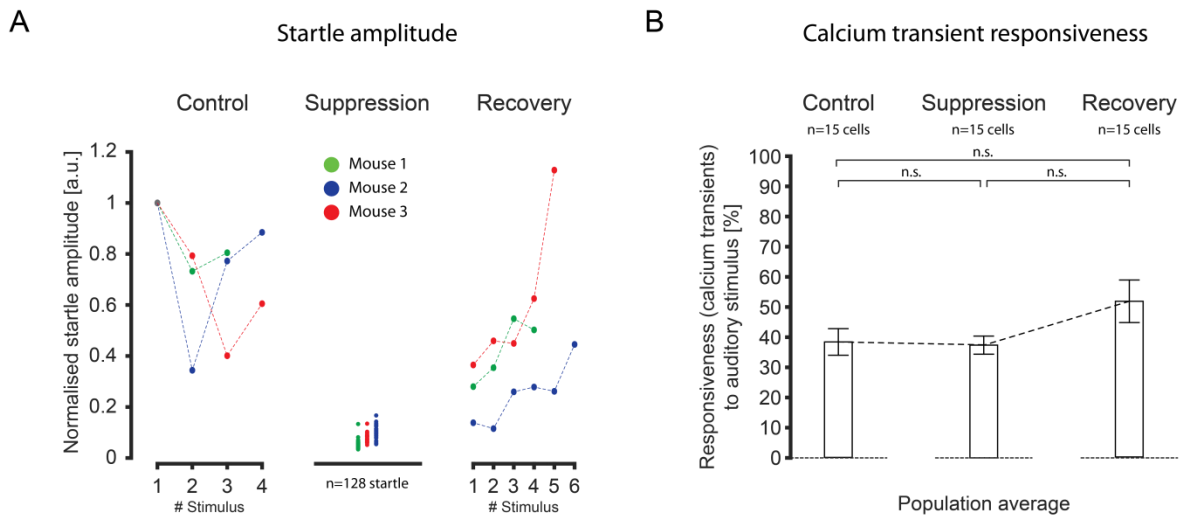 A
Startle amplitude
Control
Suppression
Recovery
Normalised startle amplitude [a.u.]
1.2
1
0.8
0.6
0.4
0.2
0
Mouse 1
Mouse 2
Mouse 3
1 2 3 4
# Stimulus
n=128 startle
1 2 3 4 5 6
# Stimulus
B
Calcium transient responsiveness
Control
Suppression
Recovery
n=15 cells
n=15 cells
n=15 cells
n.s.
n.s.
n.s.
Responsiveness (calcium transients)
to auditory stimulus [%]
100
90
80
70
60
50
40
30
20
10
0
Population average